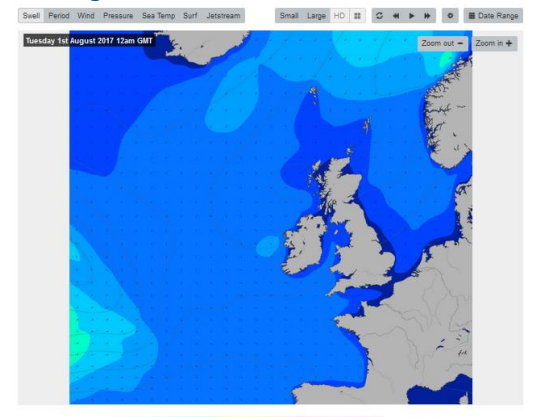 Swell Period Wind Pressure Sea Temp Surf Jetstream Small Large HD Date Range
Tuesday 1st August 2017 12am GMT Zoom out − Zoom in +